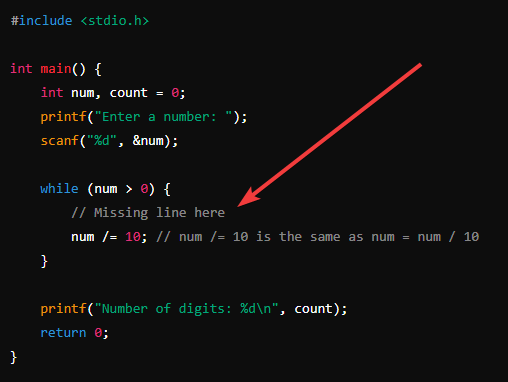 #include <stdio.h>
int main() {
int num, count = 0;
printf("Enter a number: ");
scanf("%d", &num);
while (num > 0) {
// Missing line here
num /= 10; // num /= 10 is the same as num = num / 10
}
printf("Number of digits: %d\n", count);
return 0;
}